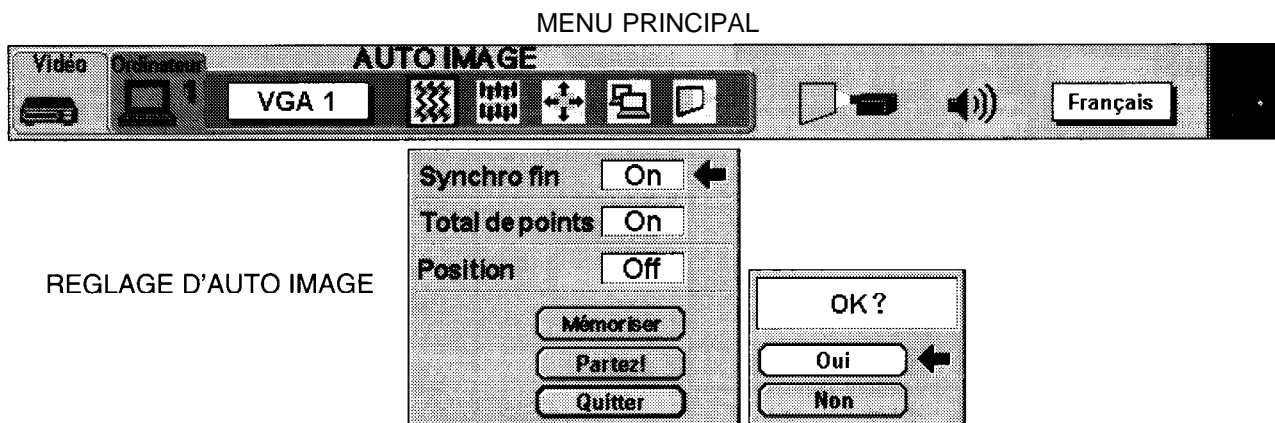 MENU PRINCIPAL
Vidéo Ordinateur AUTO IMAGE
1 VGA 1 Français
Synchro fin On
Total de points On
REGLAGE D'AUTO IMAGE
Position Off
OK?
Mémoriser
Partez! Oui
Quitter Non